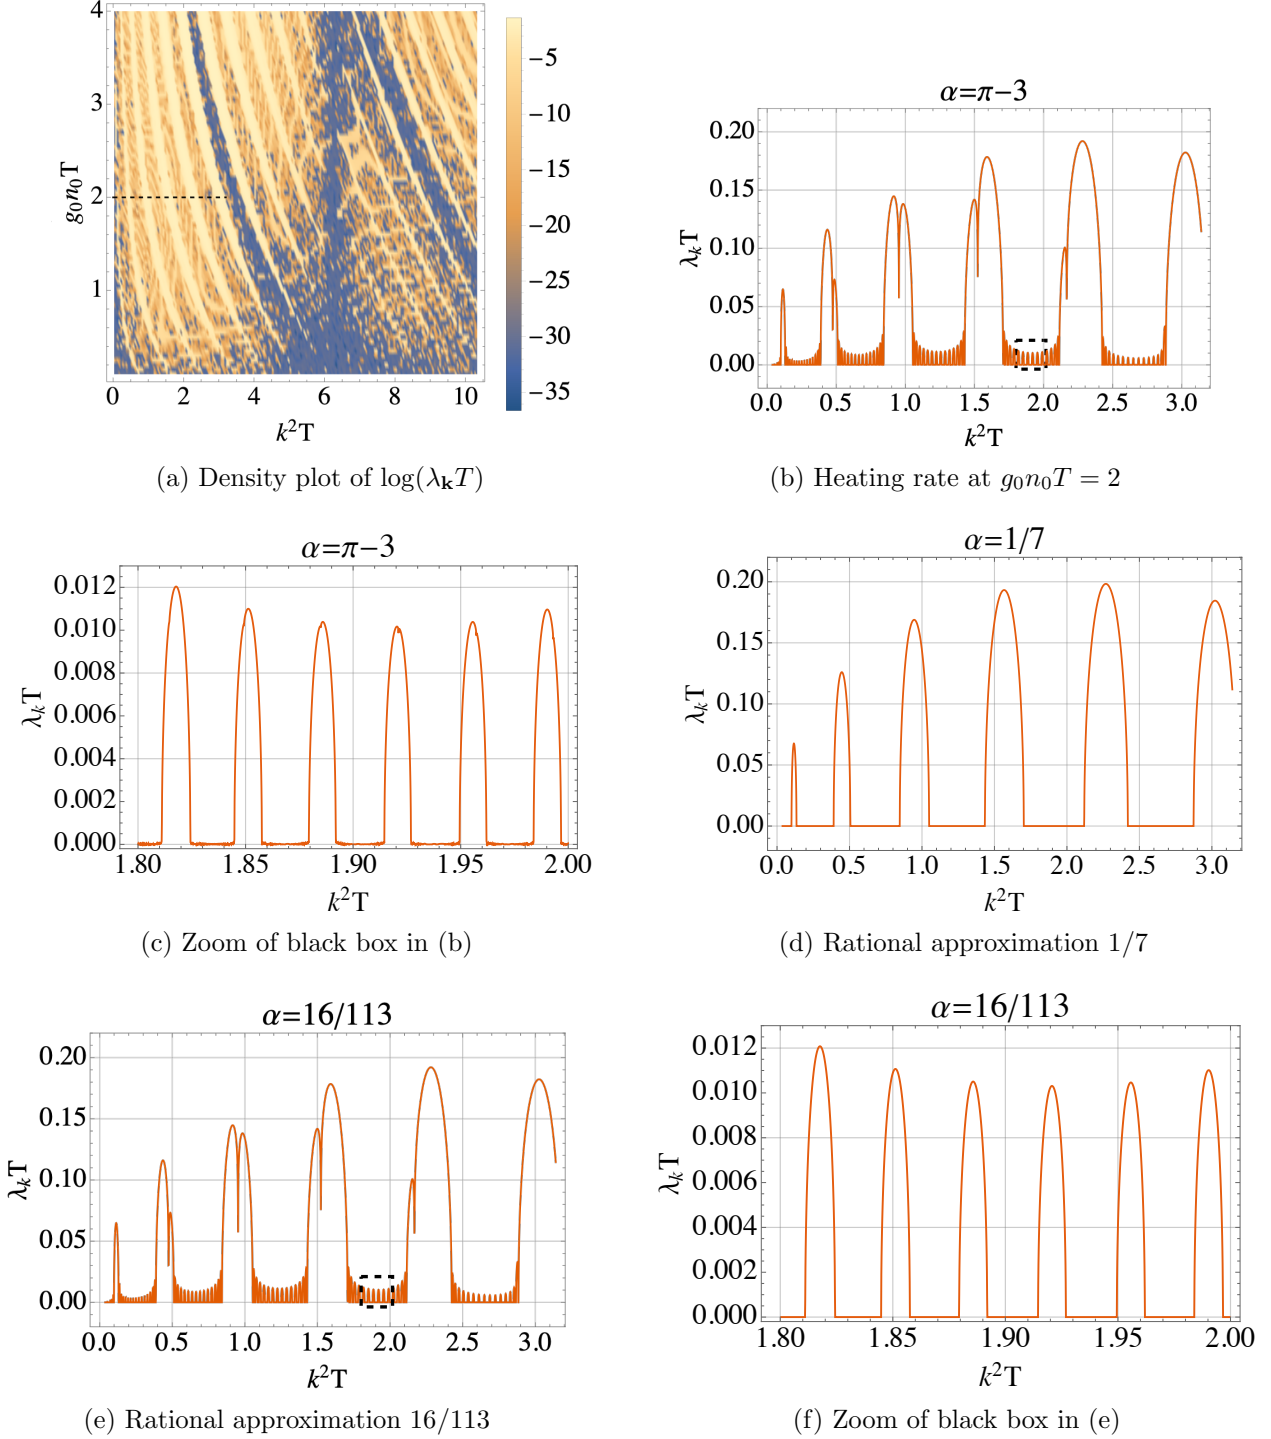 4
3
2
1
g₀n₀T
0 2 4 6 8 10
k²T
−5
−10
−15
−20
−25
−30
−35
(a) Density plot of log(λ𝐤T)
α=π−3
0.20
0.15
0.10
0.05
0.00
λₖT
0.0 0.5 1.0 1.5 2.0 2.5 3.0
k²T
(b) Heating rate at g₀n₀T = 2
α=π−3
0.012
0.010
0.008
0.006
0.004
0.002
0.000
λₖT
1.80 1.85 1.90 1.95 2.00
k²T
(c) Zoom of black box in (b)
α=1/7
0.20
0.15
0.10
0.05
0.00
λₖT
0.0 0.5 1.0 1.5 2.0 2.5 3.0
k²T
(d) Rational approximation 1/7
α=16/113
0.20
0.15
0.10
0.05
0.00
λₖT
0.0 0.5 1.0 1.5 2.0 2.5 3.0
k²T
(e) Rational approximation 16/113
α=16/113
0.012
0.010
0.008
0.006
0.004
0.002
0.000
λₖT
1.80 1.85 1.90 1.95 2.00
k²T
(f) Zoom of black box in (e)